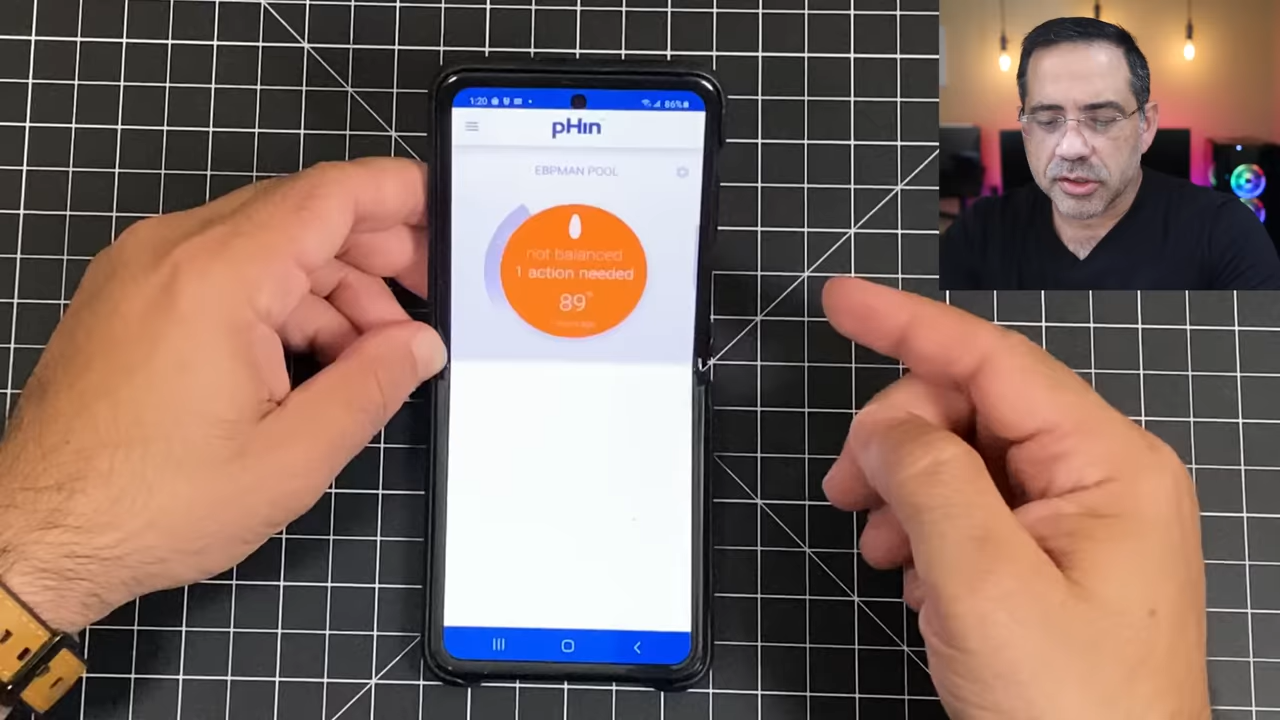 1:20 86%
pHin
EBPMAN POOL
not balanced
1 action needed
89°